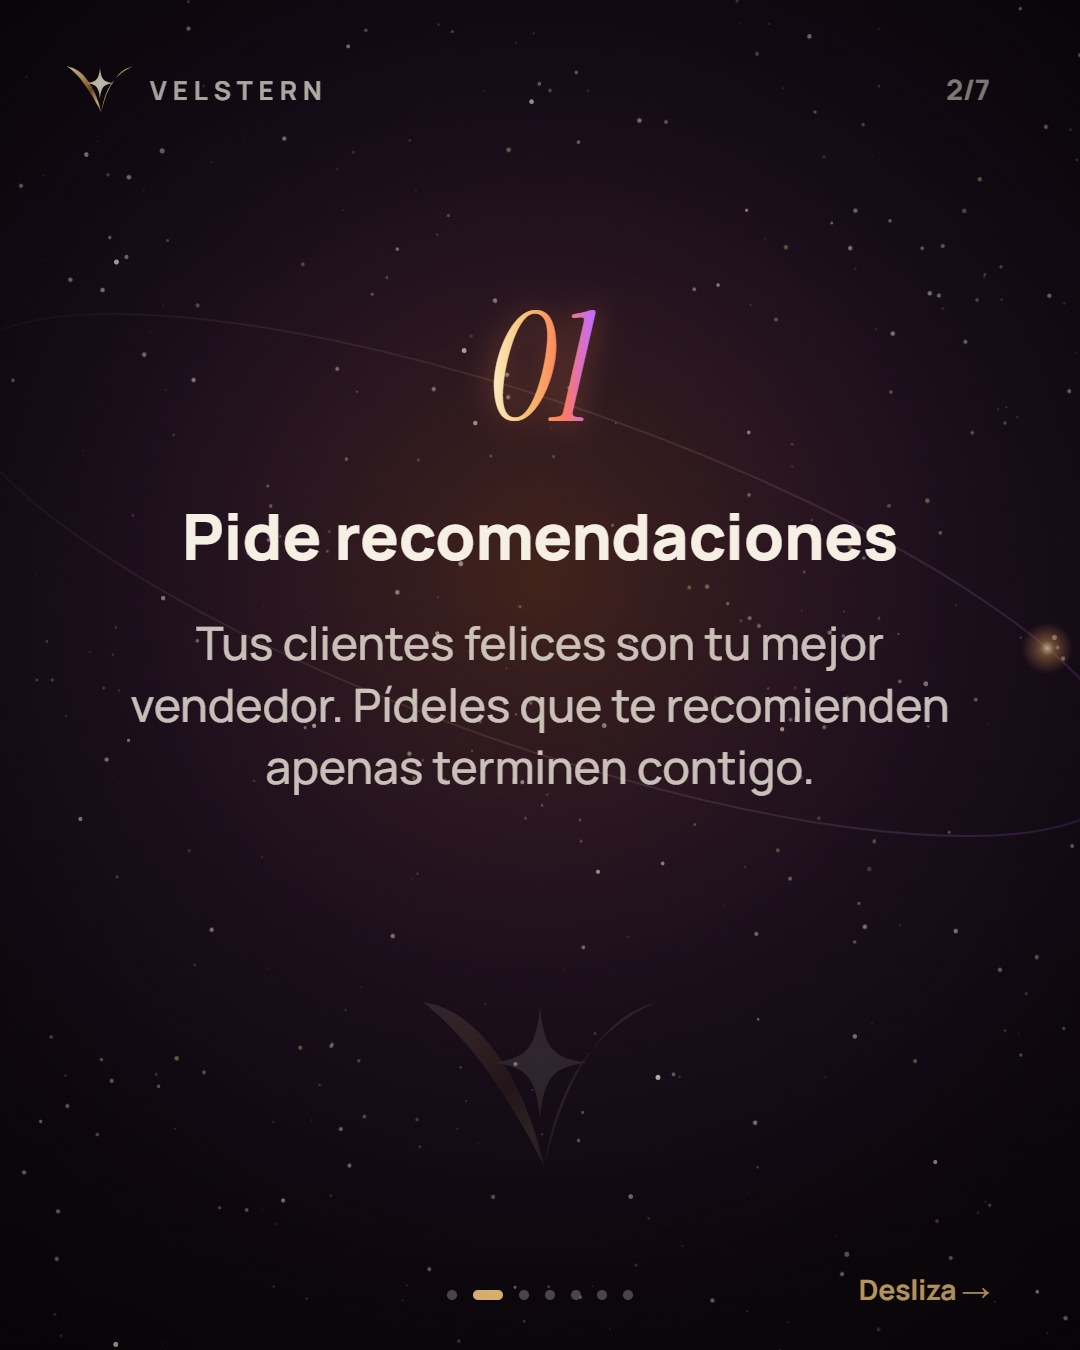 VELSTERN
2/7
01
Pide recomendaciones
Tus clientes felices son tu mejor
vendedor. Pídeles que te recomienden
apenas terminen contigo.
Desliza →